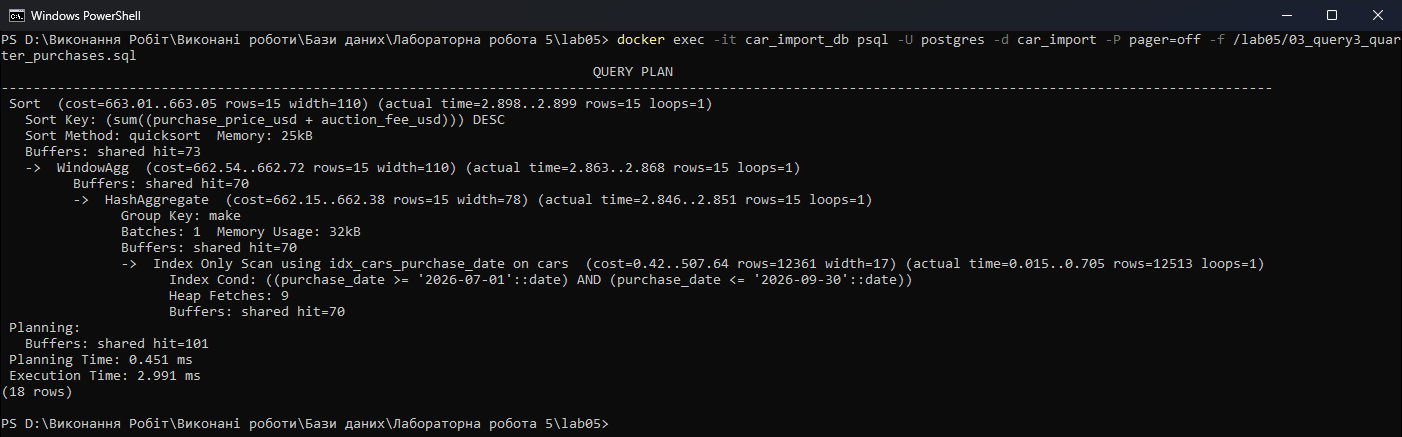 Windows PowerShell
PS D:\Виконання Робіт\Виконані роботи\Бази даних\Лабораторна робота 5\lab05> docker exec -it car_import_db psql -U postgres -d car_import -P pager=off -f /lab05/03_query3_quar
ter_purchases.sql
QUERY PLAN
---------------------------------------------------------------------------------------------------------------------------------------------------------------
Sort  (cost=663.01..663.05 rows=15 width=110) (actual time=2.898..2.899 rows=15 loops=1)
  Sort Key: (sum((purchase_price_usd + auction_fee_usd))) DESC
  Sort Method: quicksort  Memory: 25kB
  Buffers: shared hit=73
  ->  WindowAgg  (cost=662.54..662.72 rows=15 width=110) (actual time=2.863..2.868 rows=15 loops=1)
        Buffers: shared hit=70
        ->  HashAggregate  (cost=662.15..662.38 rows=15 width=78) (actual time=2.846..2.851 rows=15 loops=1)
              Group Key: make
              Batches: 1  Memory Usage: 32kB
              Buffers: shared hit=70
              ->  Index Only Scan using idx_cars_purchase_date on cars  (cost=0.42..507.64 rows=12361 width=17) (actual time=0.015..0.705 rows=12513 loops=1)
                    Index Cond: ((purchase_date >= '2026-07-01'::date) AND (purchase_date <= '2026-09-30'::date))
                    Heap Fetches: 9
                    Buffers: shared hit=70
Planning:
  Buffers: shared hit=101
Planning Time: 0.451 ms
Execution Time: 2.991 ms
(18 rows)
PS D:\Виконання Робіт\Виконані роботи\Бази даних\Лабораторна робота 5\lab05>